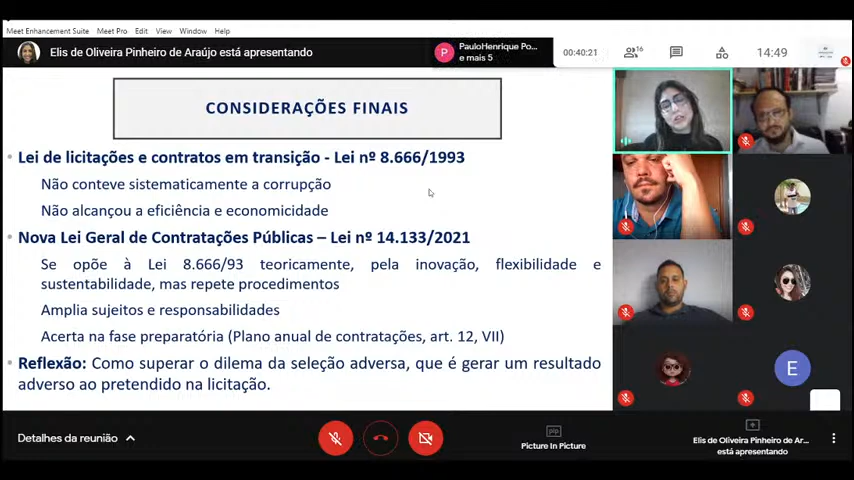 Meet Enhancement Suite Meet Pro Edit View Window Help
Elis de Oliveira Pinheiro de Araújo está apresentando
P
PauloHenrique Po...
e mais 5
00:40:21
16
14:49
CONSIDERAÇÕES FINAIS
Lei de licitações e contratos em transição - Lei nº 8.666/1993
Não conteve sistematicamente a corrupção
Não alcançou a eficiência e economicidade
Nova Lei Geral de Contratações Públicas – Lei nº 14.133/2021
Se opõe à Lei 8.666/93 teoricamente, pela inovação, flexibilidade e
sustentabilidade, mas repete procedimentos
Amplia sujeitos e responsabilidades
Acerta na fase preparatória (Plano anual de contratações, art. 12, VII)
Reflexão: Como superar o dilema da seleção adversa, que é gerar um resultado
adverso ao pretendido na licitação.
E
Detalhes da reunião
pip
Picture In Picture
Elis de Oliveira Pinheiro de Ar...
está apresentando